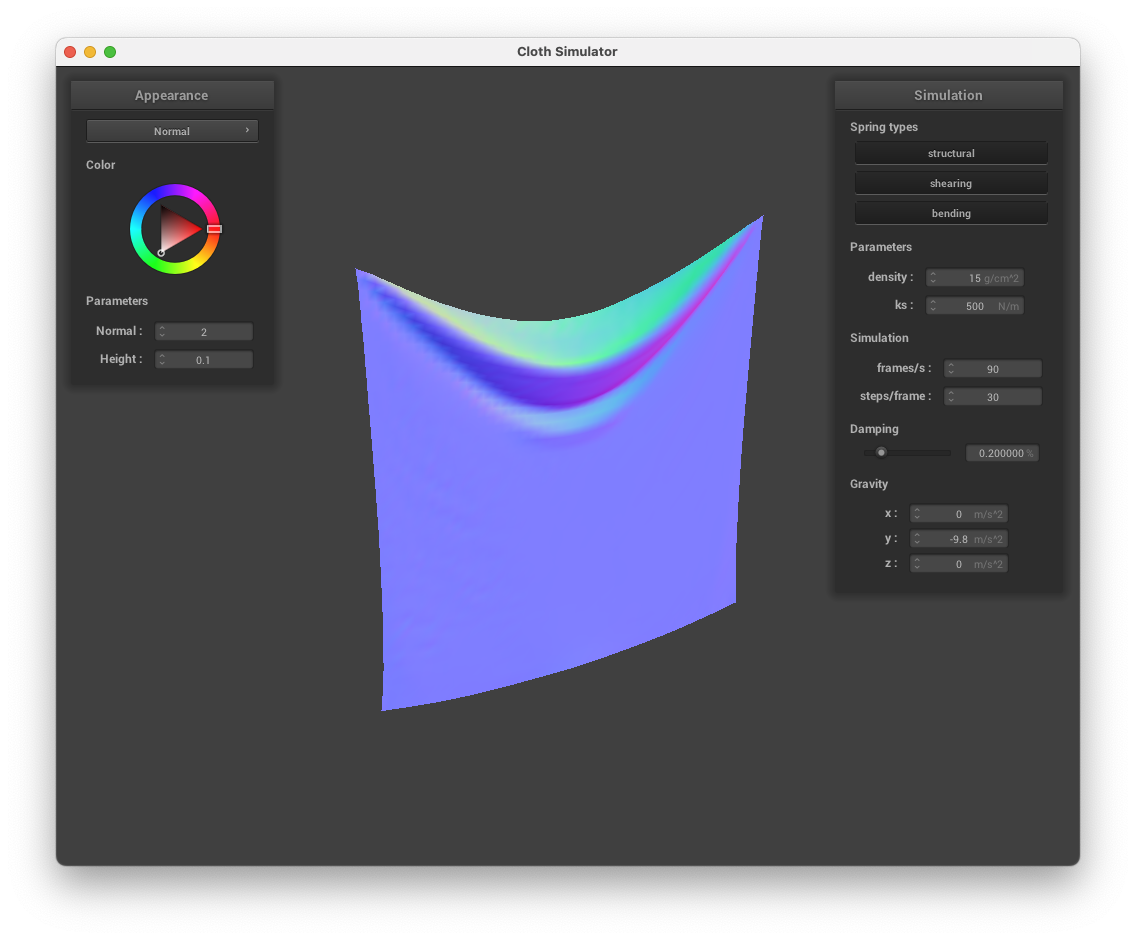 Cloth Simulator
Appearance
Normal
Color
Parameters
Normal : 2
Height : 0.1
Simulation
Spring types
structural
shearing
bending
Parameters
density : 15 g/cm^2
ks : 500 N/m
Simulation
frames/s : 90
steps/frame : 30
Damping
0.200000 %
Gravity
x : 0 m/s^2
y : -9.8 m/s^2
z : 0 m/s^2